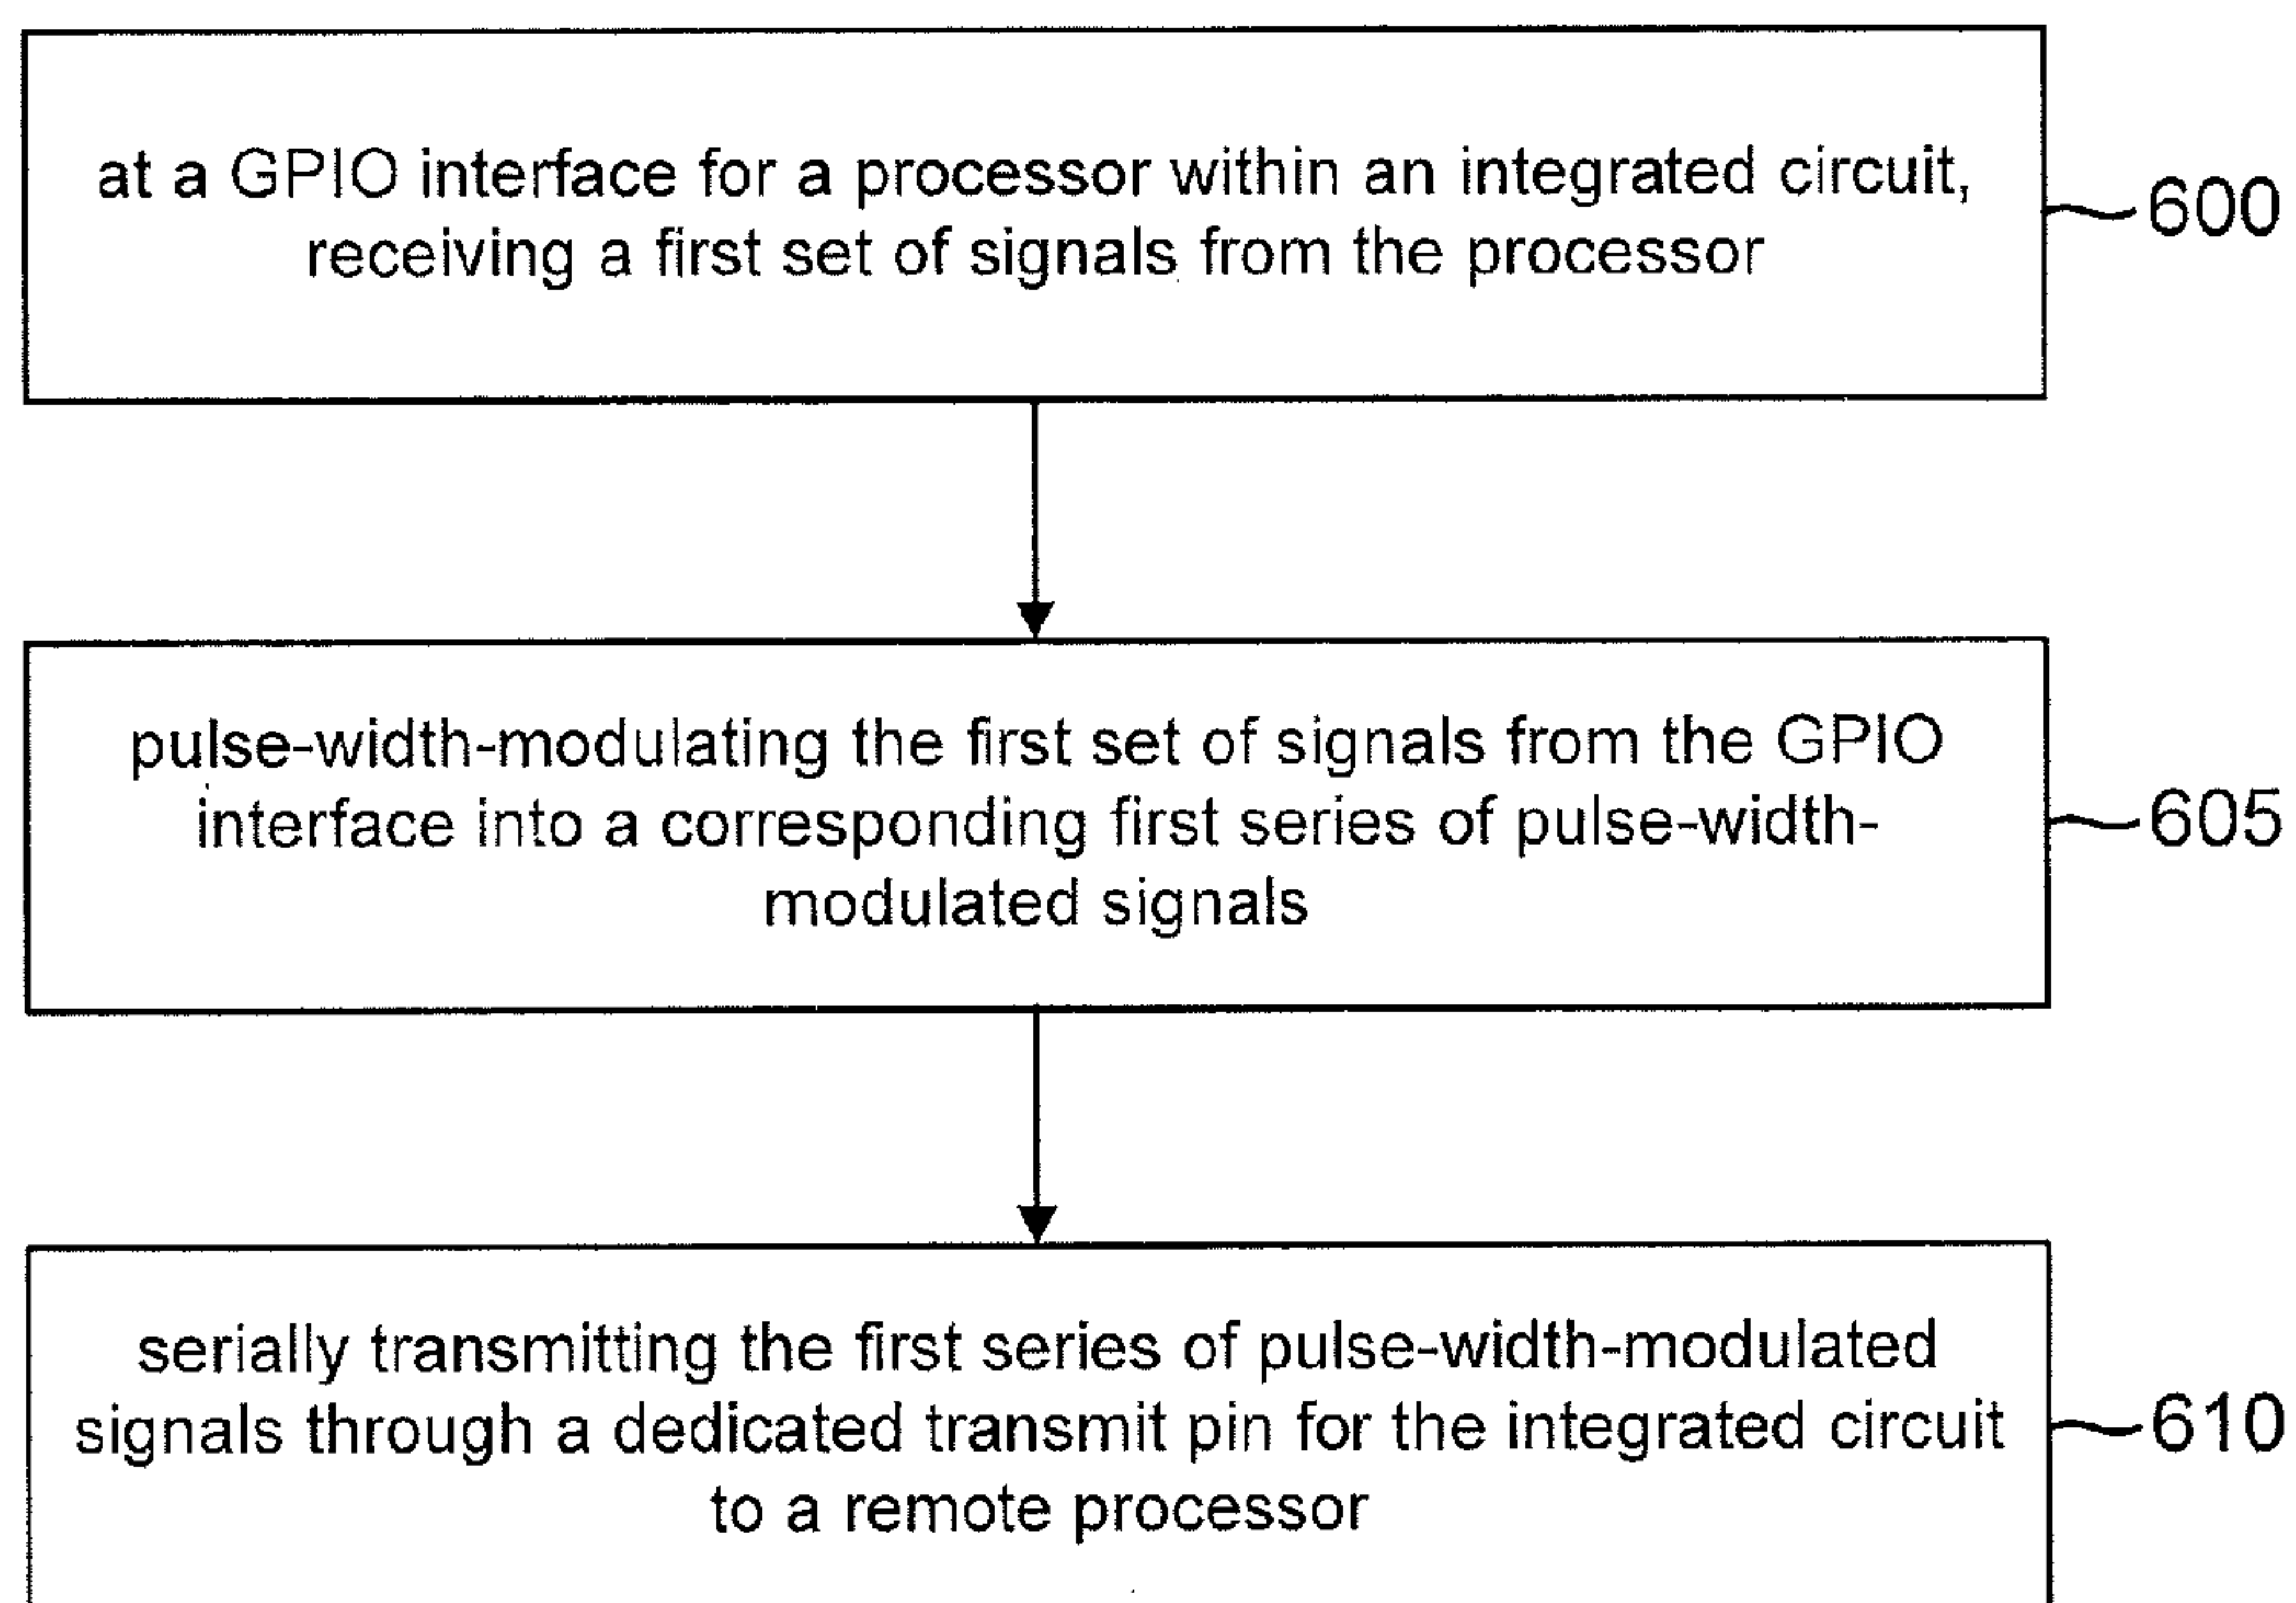 at a GPIO interface for a processor within an integrated circuit,
receiving a first set of signals from the processor
600
pulse-width-modulating the first set of signals from the GPIO
interface into a corresponding first series of pulse-width-
modulated signals
605
serially transmitting the first series of pulse-width-modulated
signals through a dedicated transmit pin for the integrated circuit
to a remote processor
610